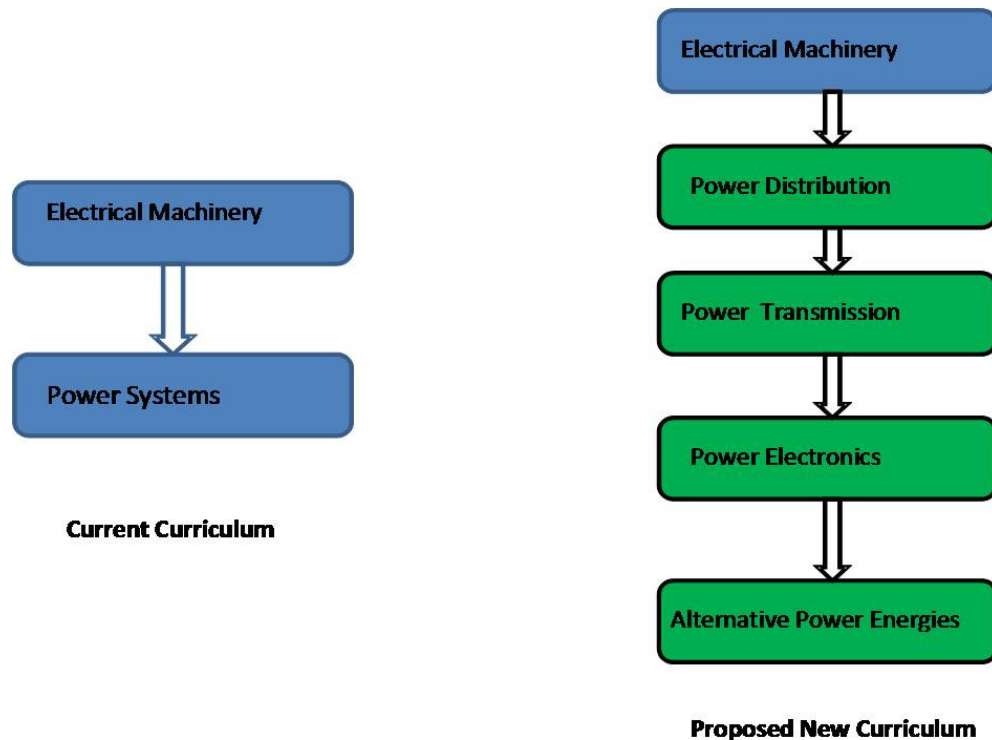 Electrical Machinery
Power Systems
Current Curriculum
Electrical Machinery
Power Distribution
Power Transmission
Power Electronics
Alternative Power Energies
Proposed New Curriculum